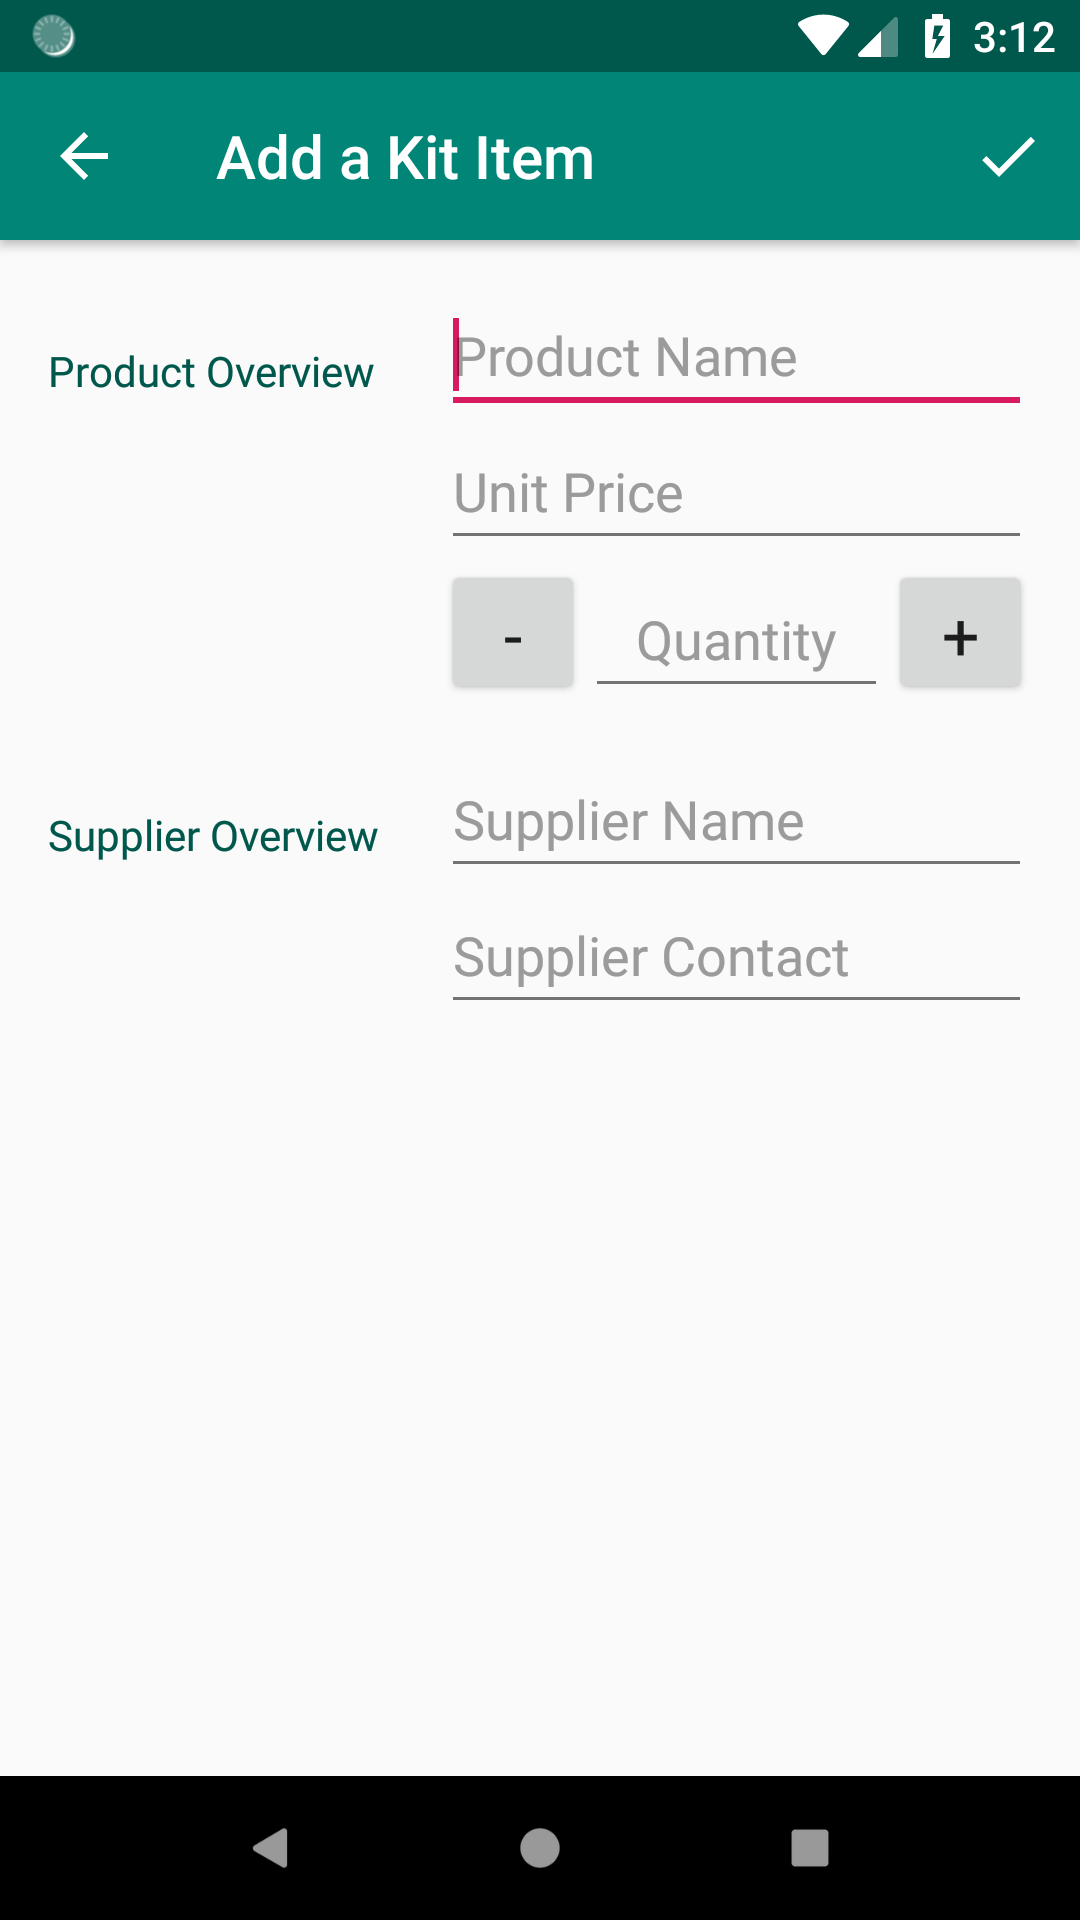 3:12
Add a Kit Item
Product Overview
Product Name
Unit Price
- Quantity +
Supplier Overview
Supplier Name
Supplier Contact